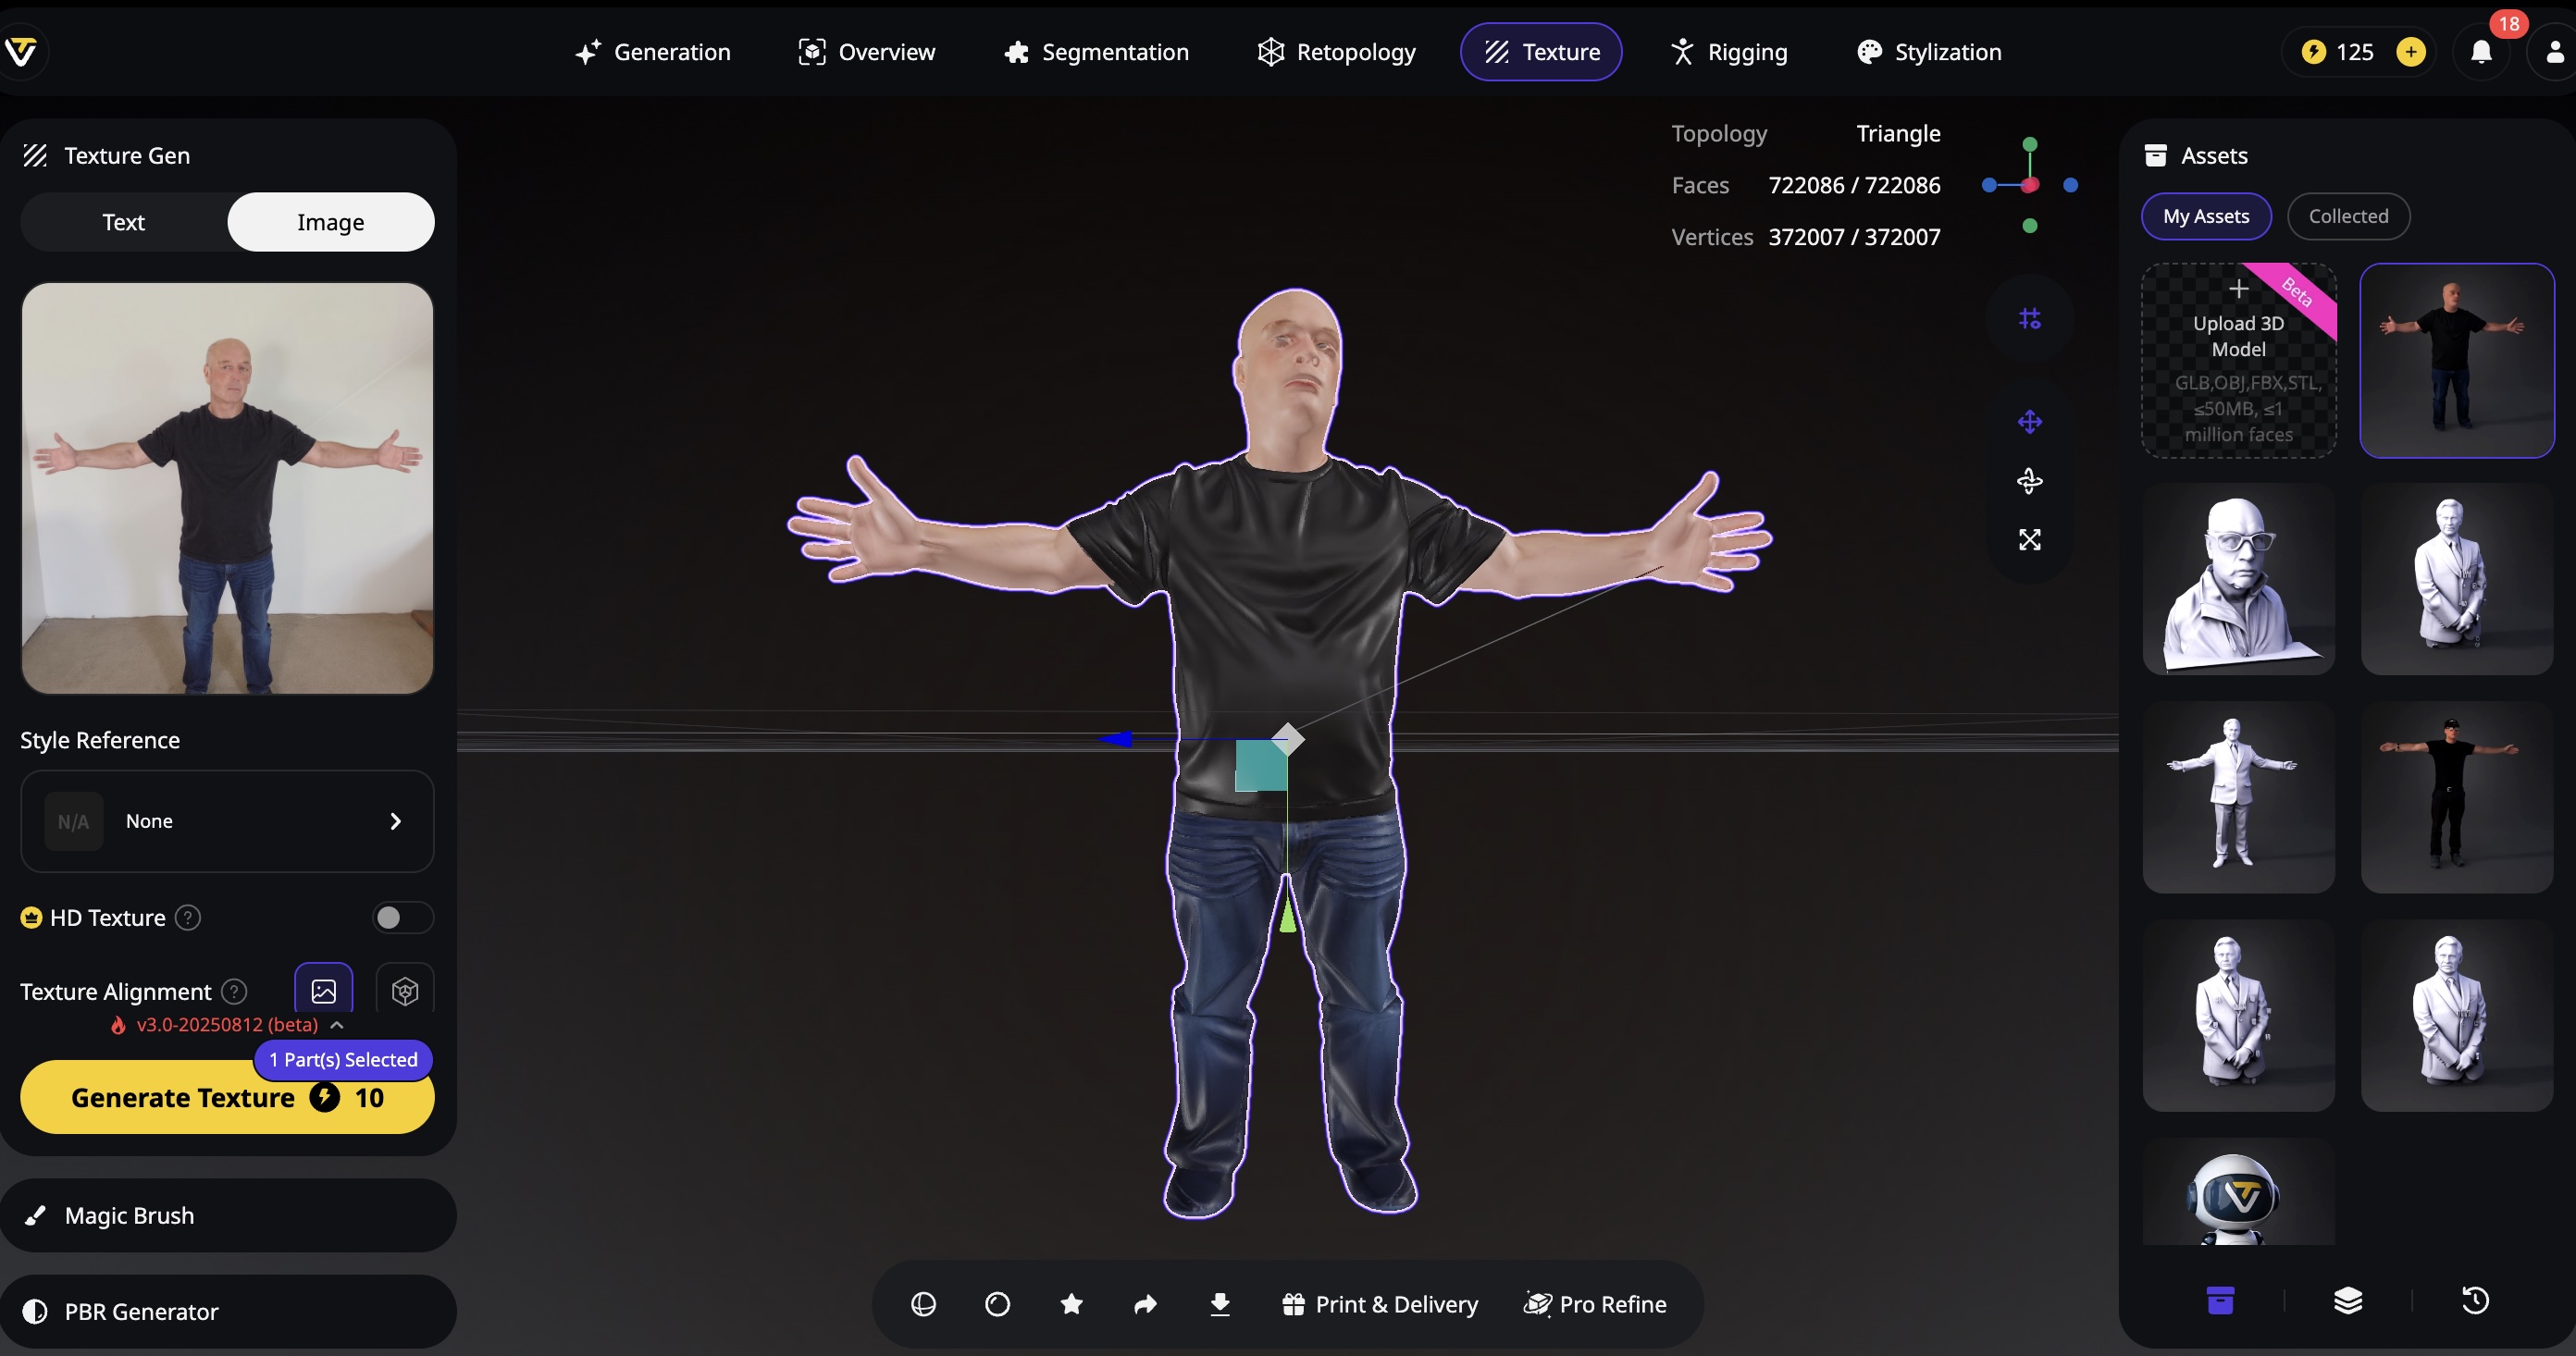 Generation
Overview
Segmentation
Retopology
Texture
Rigging
Stylization
125
18
Texture Gen
Text
Image
Style Reference
N/A
None
HD Texture
Texture Alignment
v3.0-20250812 (beta)
1 Part(s) Selected
Generate Texture 10
Magic Brush
PBR Generator
Topology Triangle
Faces 722086 / 722086
Vertices 372007 / 372007
Print & Delivery
Pro Refine
Assets
My Assets
Collected
Beta
Upload 3D
Model
GLB,OBJ,FBX,STL,
≤50MB, ≤1
million faces